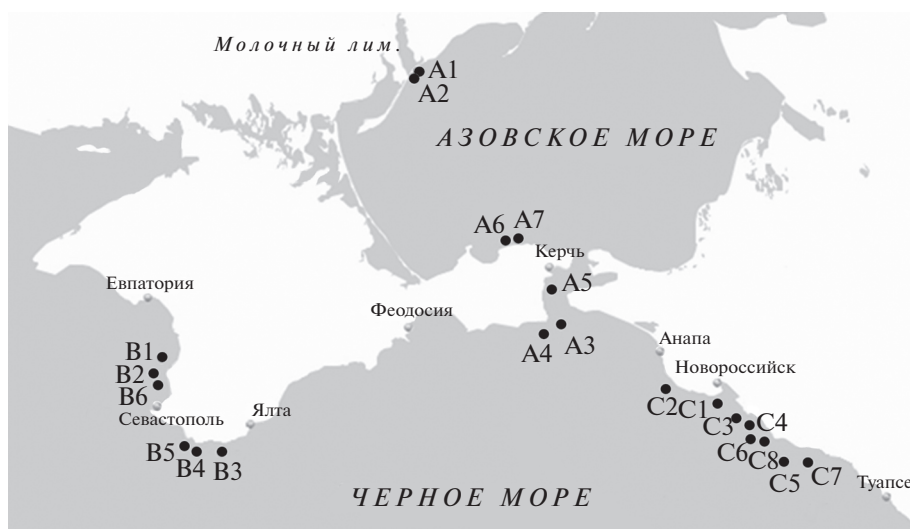 Молочный лим.
A1
A2
АЗОВСКОЕ МОРЕ
A6 A7
Керчь
A5
Евпатория
Феодосия
A4 A3
Анапа
B1
Новороссийск
B2
B6
C2 C1
Севастополь
Ялта
C3 C4
B5 B4 B3
C6 C8
C5 C7
Туапсе
ЧЕРНОЕ МОРЕ